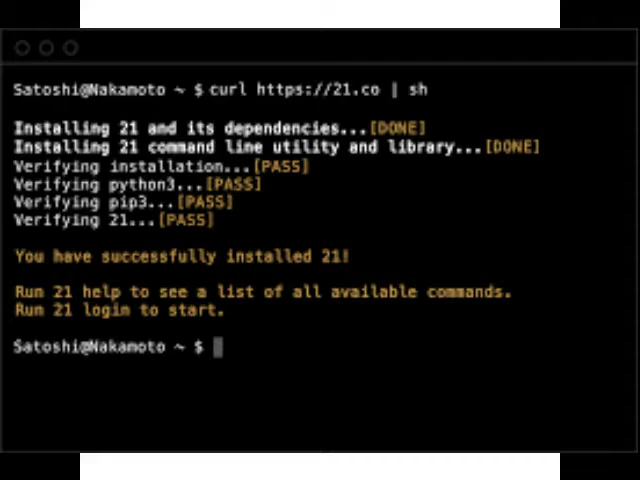 Satoshi@Nakamoto ~ $ curl https://21.co | sh
Installing 21 and its dependencies...[DONE]
Installing 21 command line utility and library...[DONE]
Verifying installation...[PASS]
Verifying python3...[PASS]
Verifying pip3...[PASS]
Verifying 21...[PASS]
You have successfully installed 21!
Run 21 help to see a list of all available commands.
Run 21 login to start.
Satoshi@Nakamoto ~ $